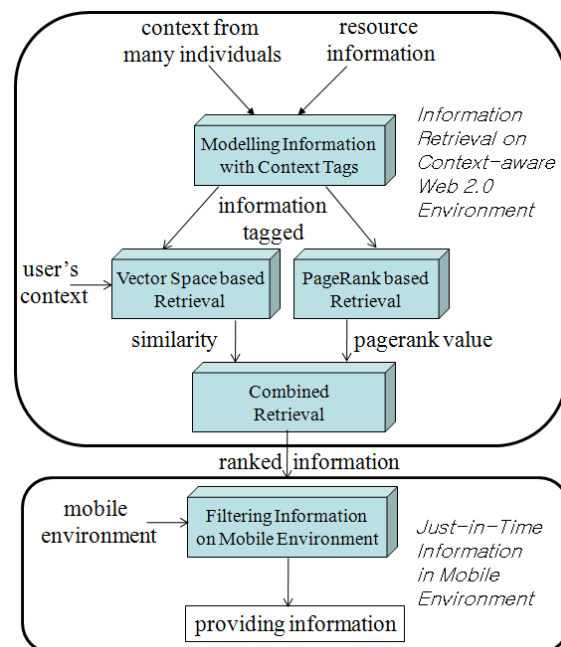 context from
many individuals
resource
information
Modelling Information
with Context Tags
Information
Retrieval on
Context-aware
Web 2.0
Environment
information
tagged
user's
context
Vector Space based
Retrieval
PageRank based
Retrieval
similarity
pagerank value
Combined
Retrieval
ranked information
mobile
environment
Filtering Information
on Mobile Environment
Just-in-Time
Information
in Mobile
Environment
providing information